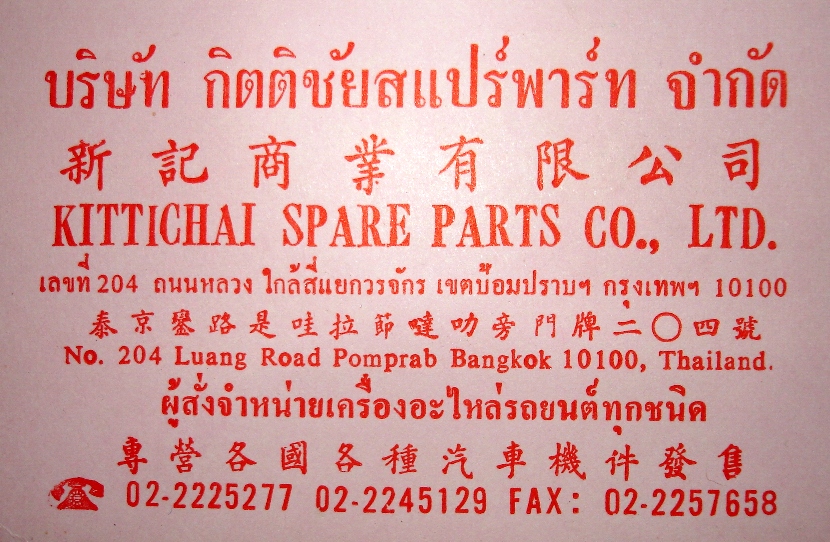 บริษัท กิตติชัยสแปร์พาร์ท จำกัด
新記商業有限公司
KITTICHAI SPARE PARTS CO., LTD.
เลขที่ 204 ถนนหลวง ใกล้สี่แยกวรจักร เขตป้อมปราบฯ กรุงเทพฯ 10100
泰京鑾路是哇拉節噠叻旁門牌二〇四號
No. 204 Luang Road Pomprab Bangkok 10100, Thailand.
ผู้สั่งจำหน่ายเครื่องอะไหล่รถยนต์ทุกชนิด
專營各國各種汽車機件發售
02-2225277 02-2245129 FAX: 02-2257658